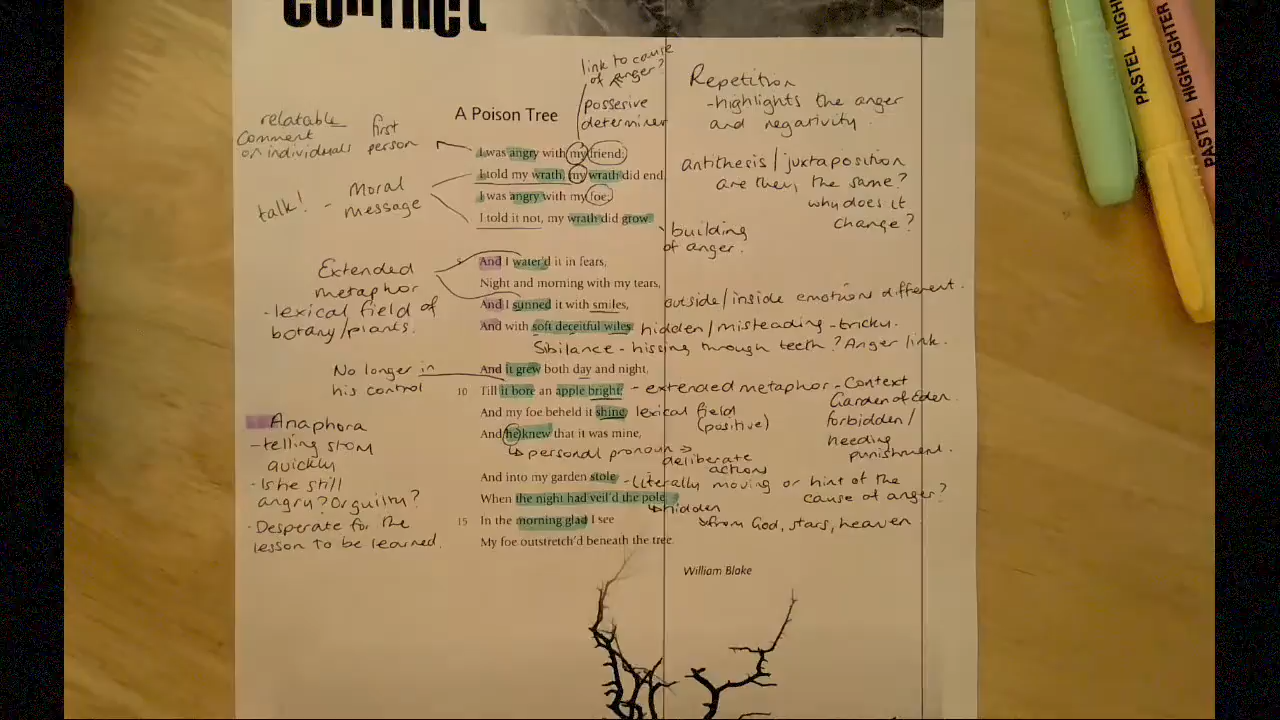 Conflict
link to cause
of anger?
possesive
determiner
Repetition
-highlights the anger
and negativity.
A Poison Tree
relatable
comment
on individuals
first
person
I was angry with my friend;
I told my wrath, my wrath did end.
I was angry with my foe:
I told it not, my wrath did grow.
antithesis/juxtaposition
are they the same?
why does it
change?
talk! - Moral
message
building
of anger.
5 And I water'd it in fears,
Night and morning with my tears,
And I sunned it with smiles,
And with soft deceitful wiles.
Extended
metaphor
- lexical field of
botany/plants.
outside/inside emotions different.
hidden/misleading - tricky.
Sibilance - hissing through teeth? Anger link.
And it grew both day and night,
10 Till it bore an apple bright;
And my foe beheld it shine,
And he knew that it was mine,
No longer in
his control
- extended metaphor - Context
Garden of Eden.
forbidden/
needing
punishment.
lexical field
(positive)
personal pronoun
deliberate
actions
Anaphora
- telling story
quickly
- Is he still
angry? Or guilty?
- Desperate for the
lesson to be learned.
And into my garden stole
When the night had veil'd the pole;
15 In the morning glad I see
My foe outstretch'd beneath the tree.
- Literally moving or hint of the
cause of anger?
hidden
from God, stars, heaven
William Blake
PASTEL HIGH
PASTEL HIGHLIGHTER